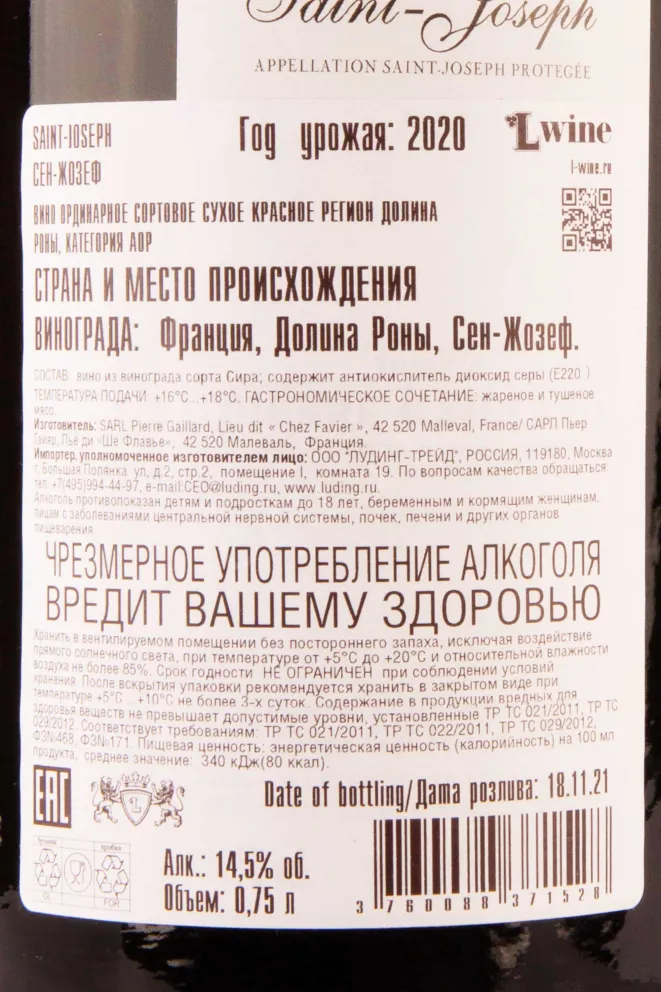 Saint-Joseph
APPELLATION SAINT-JOSEPH PROTEGÉE
SAINT-JOSEPH
СЕН-ЖОЗЕФ
Год урожая: 2020
Lwine
l-wine.ru
ВИНО ОРДИНАРНОЕ СОРТОВОЕ СУХОЕ КРАСНОЕ РЕГИОН ДОЛИНА
РОНЫ, КАТЕГОРИЯ AOP
СТРАНА И МЕСТО ПРОИСХОЖДЕНИЯ
ВИНОГРАДА: Франция, Долина Роны, Сен-Жозеф.
СОСТАВ: вино из винограда сорта Сира; содержит антиокислитель диоксид серы (E220 )
ТЕМПЕРАТУРА ПОДАЧИ: +16°C...+18°C. ГАСТРОНОМИЧЕСКОЕ СОЧЕТАНИЕ: жареное и тушеное
мясо.
Изготовитель: SARL Pierre Gaillard, Lieu dit « Chez Favier », 42 520 Malleval, France/ САРЛ Пьер
Гаияр, Лье ди «Ше Флавье», 42 520 Малеваль, Франция.
Импортер, уполномоченное изготовителем лицо: ООО "ЛУДИНГ-ТРЕЙД", РОССИЯ, 119180, Москва
г, Большая Полянка ул, д.2, стр.2, помещение I, комната 19. По вопросам качества обращаться:
тел. +7(495)994-44-97, e-mail:CEO@luding.ru, www.luding.ru.
Алкоголь противопоказан детям и подросткам до 18 лет, беременным и кормящим женщинам,
лицам с заболеваниями центральной нервной системы, почек, печени и других органов
пищеварения.
ЧРЕЗМЕРНОЕ УПОТРЕБЛЕНИЕ АЛКОГОЛЯ
ВРЕДИТ ВАШЕМУ ЗДОРОВЬЮ
Хранить в вентилируемом помещении без постороннего запаха, исключая воздействие
прямого солнечного света, при температуре от +5°C до +20°C и относительной влажности
воздуха не более 85%. Срок годности НЕ ОГРАНИЧЕН при соблюдении условий
хранения. После вскрытия упаковки рекомендуется хранить в закрытом виде при
температуре +5°C ...+10°C не более 3-х суток. Содержание в продукции вредных для
здоровья веществ не превышает допустимые уровни, установленные ТР ТС 021/2011, ТР ТС
029/2012. Соответствует требованиям: ТР ТС 021/2011, ТР ТС 022/2011, ТР ТС 029/2012,
ФЗ№468, ФЗ№171. Пищевая ценность: энергетическая ценность (калорийность) на 100 мл
продукта, среднее значение: 340 кДж(80 ккал).
EAC
Date of bottling/Дата розлива: 18.11.21
бутылка
пробка
GL
FOR
Алк.: 14,5% об.
Объем: 0,75 л
3 760088 371528